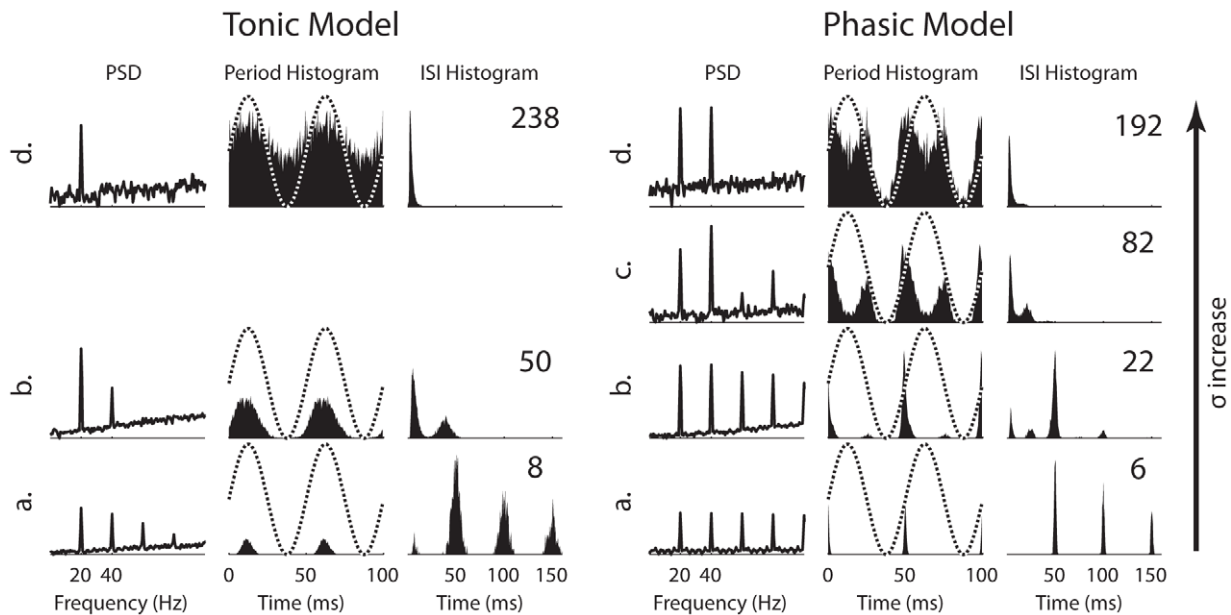 Tonic Model Phasic Model
PSD Period Histogram ISI Histogram PSD Period Histogram ISI Histogram
d. 238 d. 192
c. 82
b. 50 b. 22
a. 8 a. 6
σ increase
20 40 0 50 100 50 100 150 20 40 0 50 100 50 100 150
Frequency (Hz) Time (ms) Time (ms) Frequency (Hz) Time (ms) Time (ms)